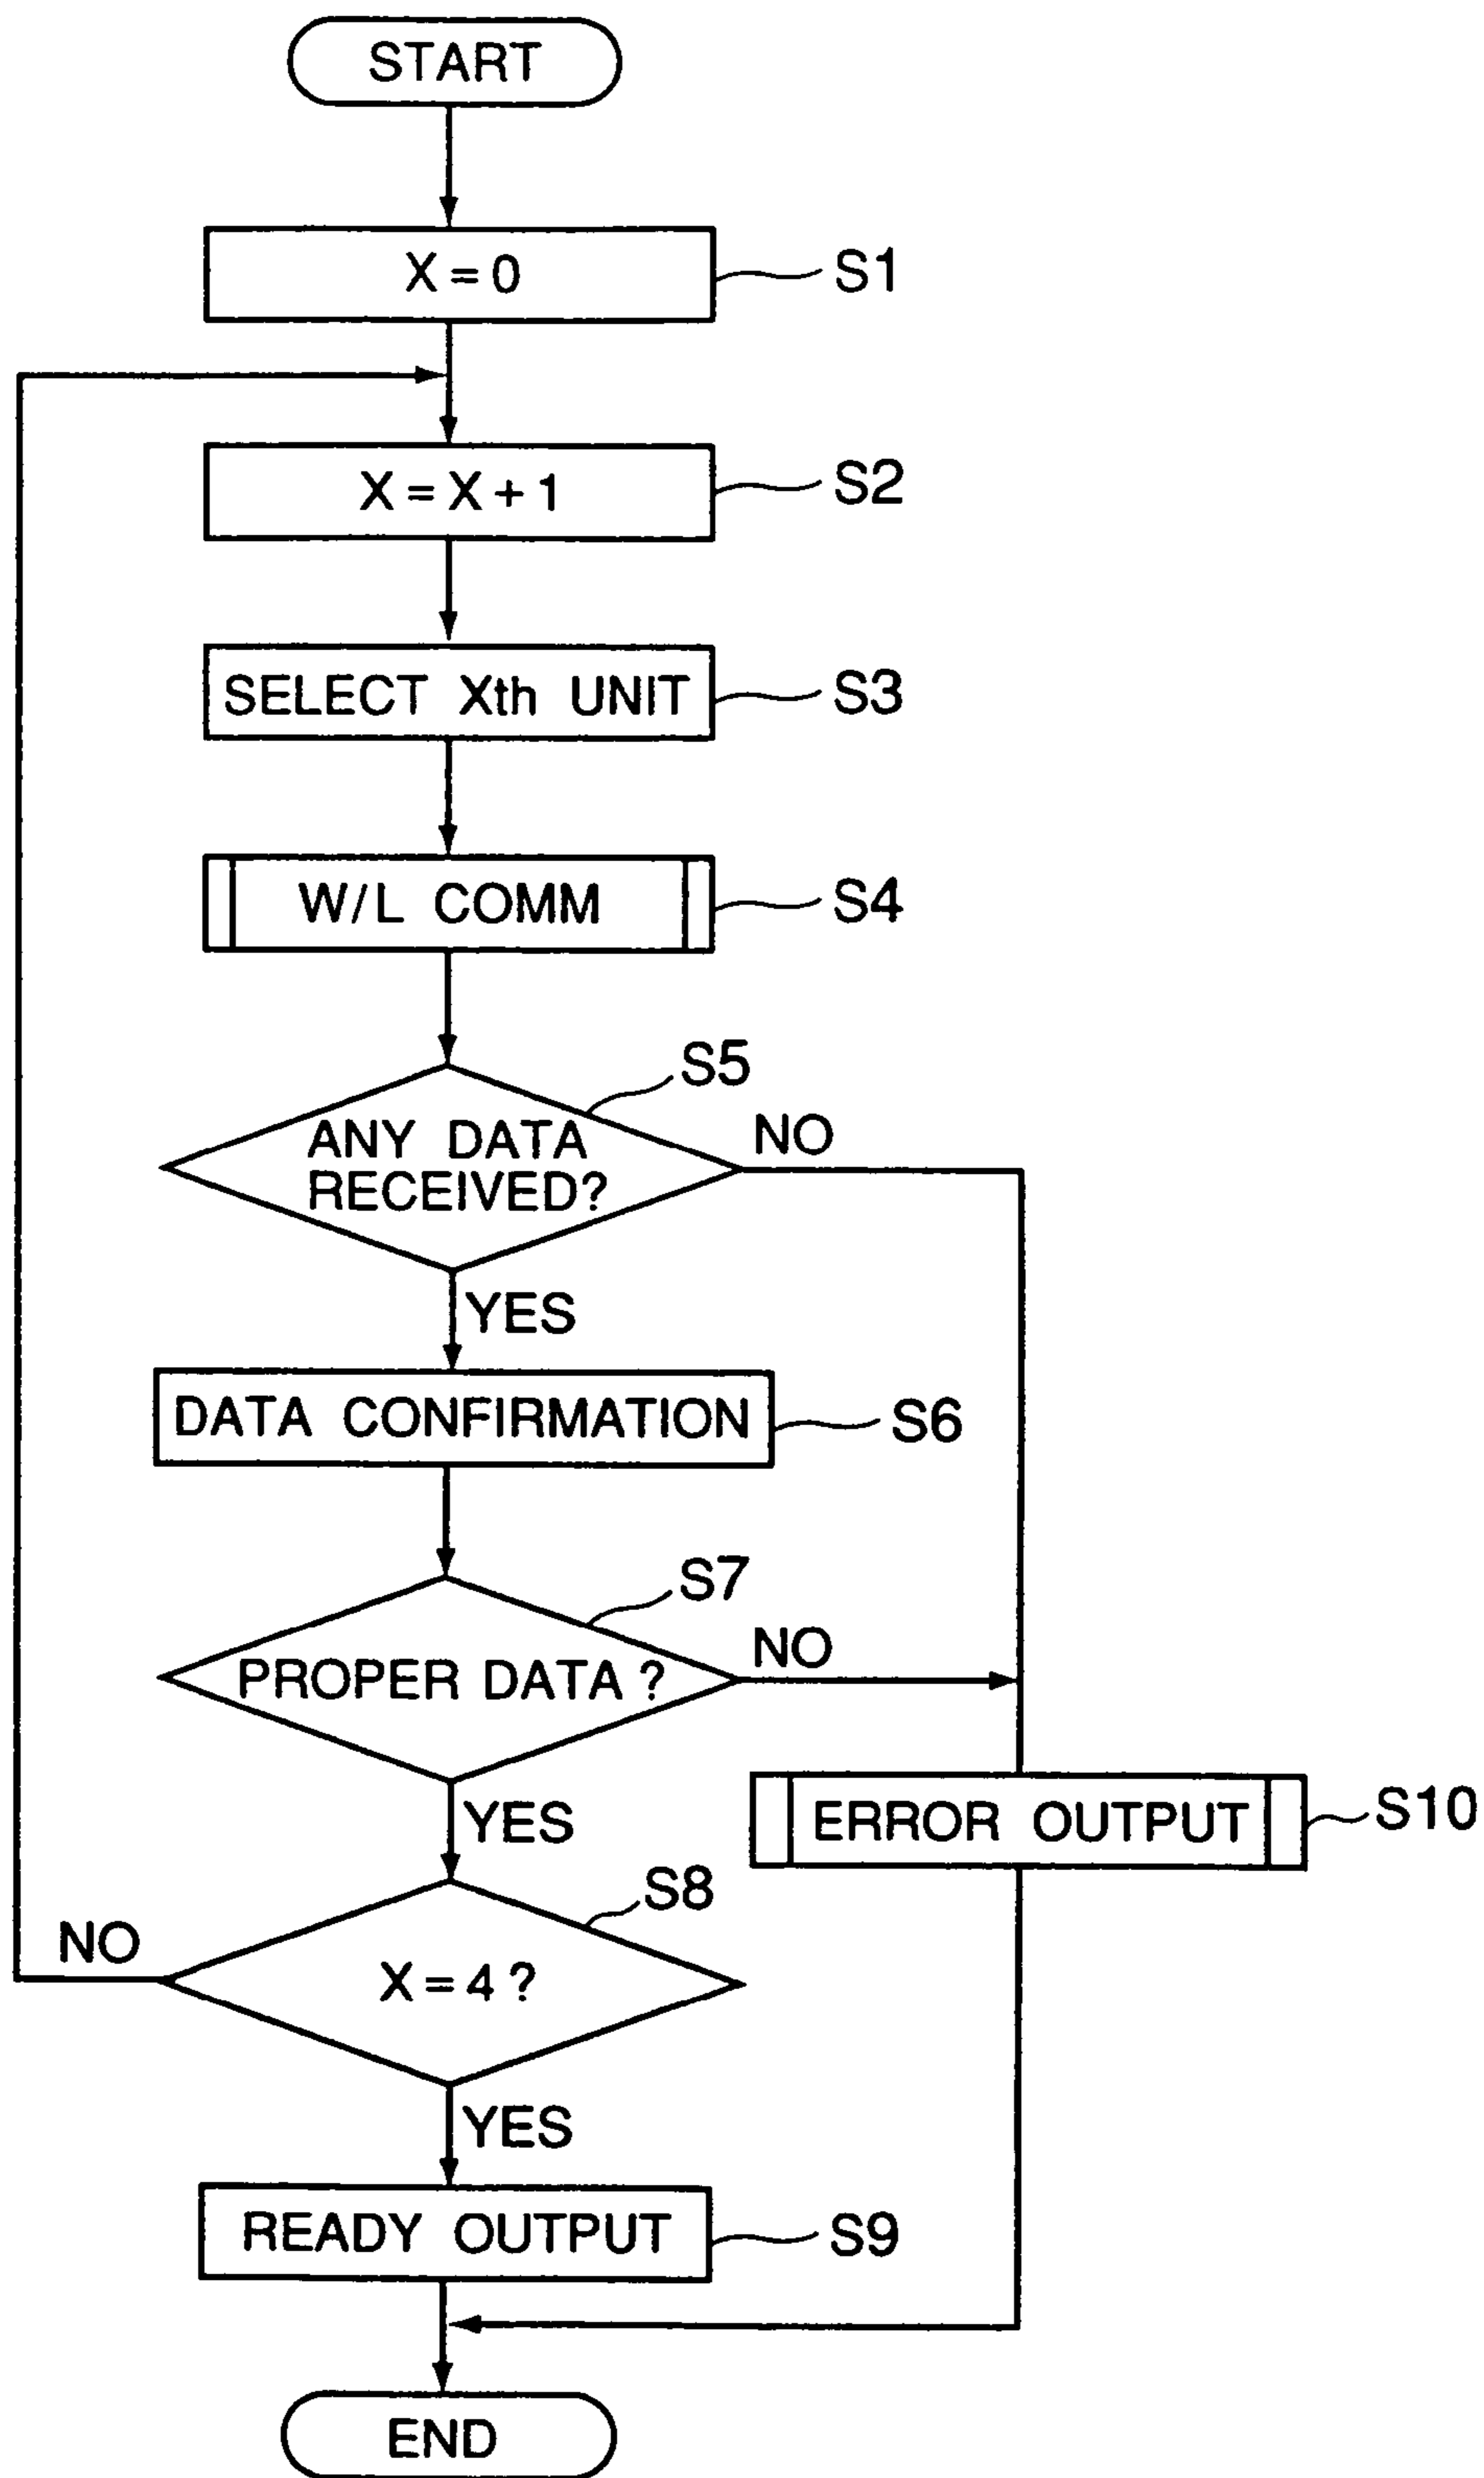 START
X = 0
S1
X = X + 1
S2
SELECT Xth UNIT
S3
W/L COMM
S4
S5
ANY DATA
RECEIVED?
NO
YES
DATA CONFIRMATION
S6
S7
PROPER DATA ?
NO
YES
ERROR OUTPUT
S10
S8
NO
X = 4 ?
YES
READY OUTPUT
S9
END